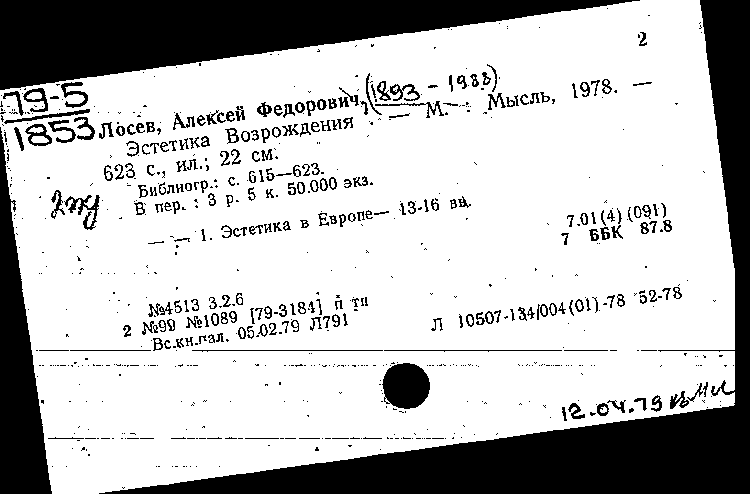 2
79-5
1853
Лосев, Алексей Федорович, (1893 - 1988)
Эстетика Возрождения . — М. : Мысль, 1978. —
623 с., ил.; 22 см.
Библиогр.: с. 615—623.
В пер. : 3 р. 5 к. 50.000 экз.
— — 1. Эстетика в Европе— 13-16 вв.
7.01(4)(091)
7 ББК 87.8
№4513 3.2.6
2 №99 №1089 [79-3184] п тп
Вс.кн.пал. 05.02.79 Л791
Л 10507-134/004(01)-78 52-78
12.04.79